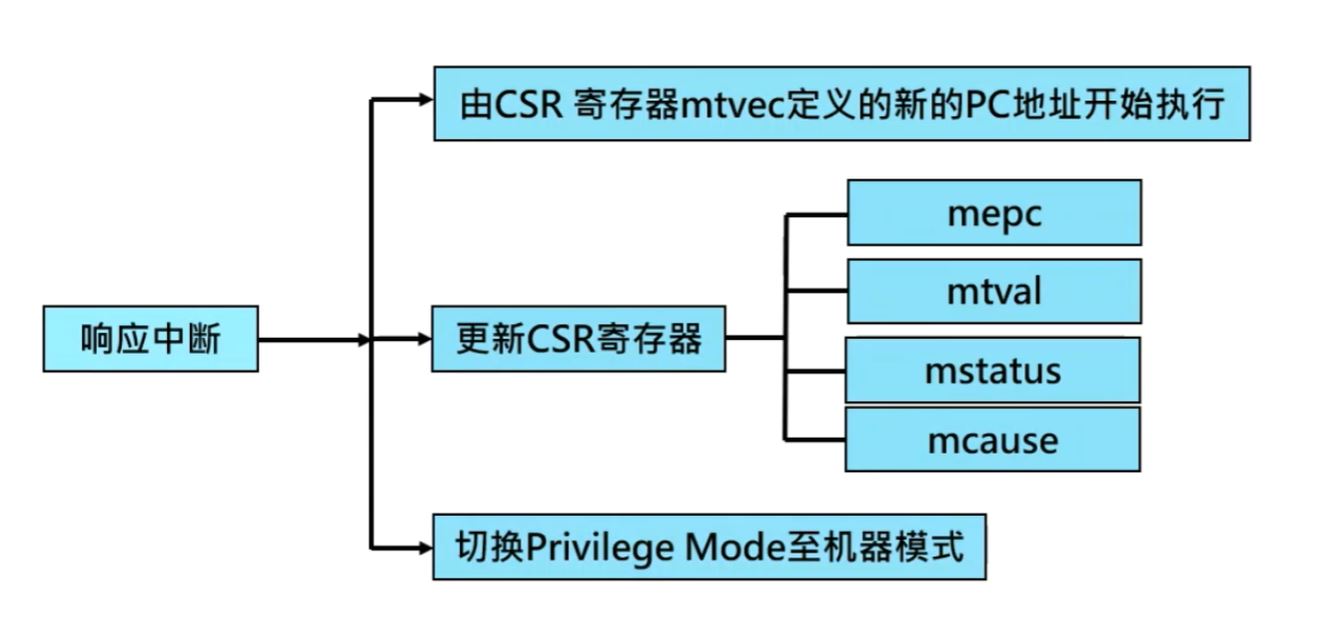 由CSR 寄存器mtvec定义的新的PC地址开始执行
mepc
mtval
响应中断
更新CSR寄存器
mstatus
mcause
切换Privilege Mode至机器模式